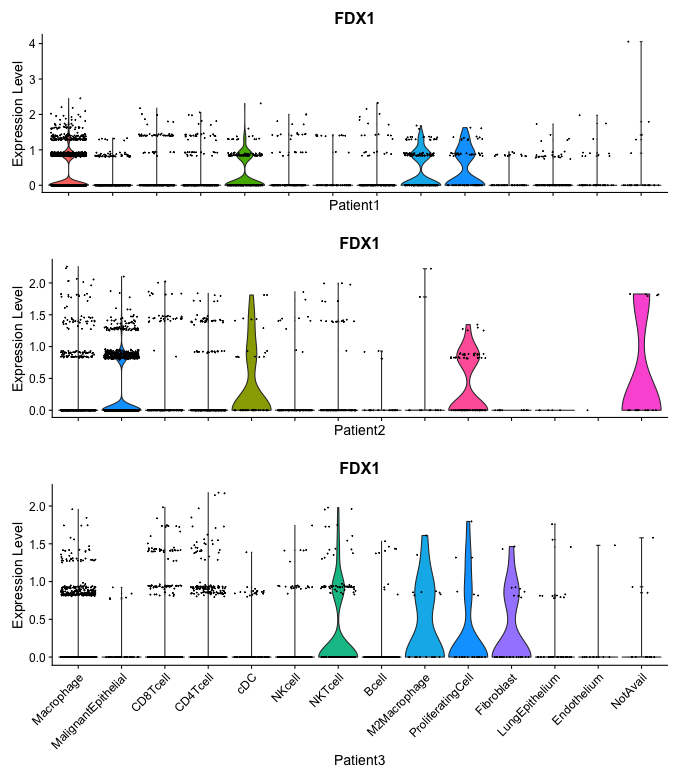 FDX1
Expression Level
4
3
2
1
0
Patient1
FDX1
Expression Level
2.0
1.5
1.0
0.5
0.0
Patient2
FDX1
Expression Level
2.0
1.5
1.0
0.5
0.0
Macrophage
MalignantEpithelial
CD8Tcell
CD4Tcell
cDC
NKcell
NKTcell
Bcell
M2Macrophage
ProliferatingCell
Fibroblast
LungEpithelium
Endothelium
NotAvail
Patient3